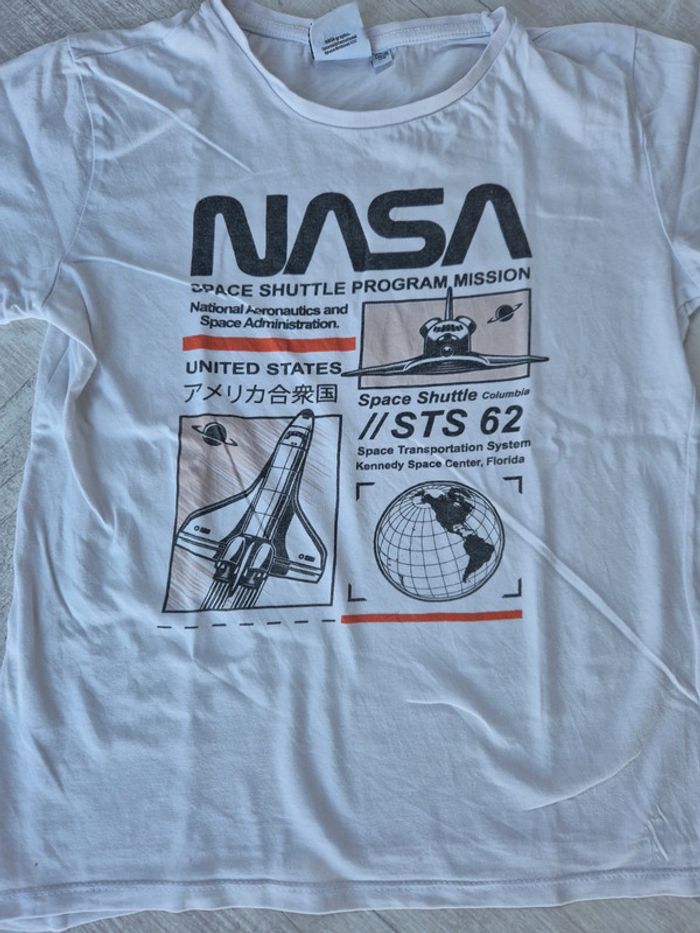 NASA
SPACE SHUTTLE PROGRAM MISSION
National Aeronautics and
Space Administration.
UNITED STATES
アメリカ合衆国
Space Shuttle Columbia
//STS 62
Space Transportation System
Kennedy Space Center, Florida